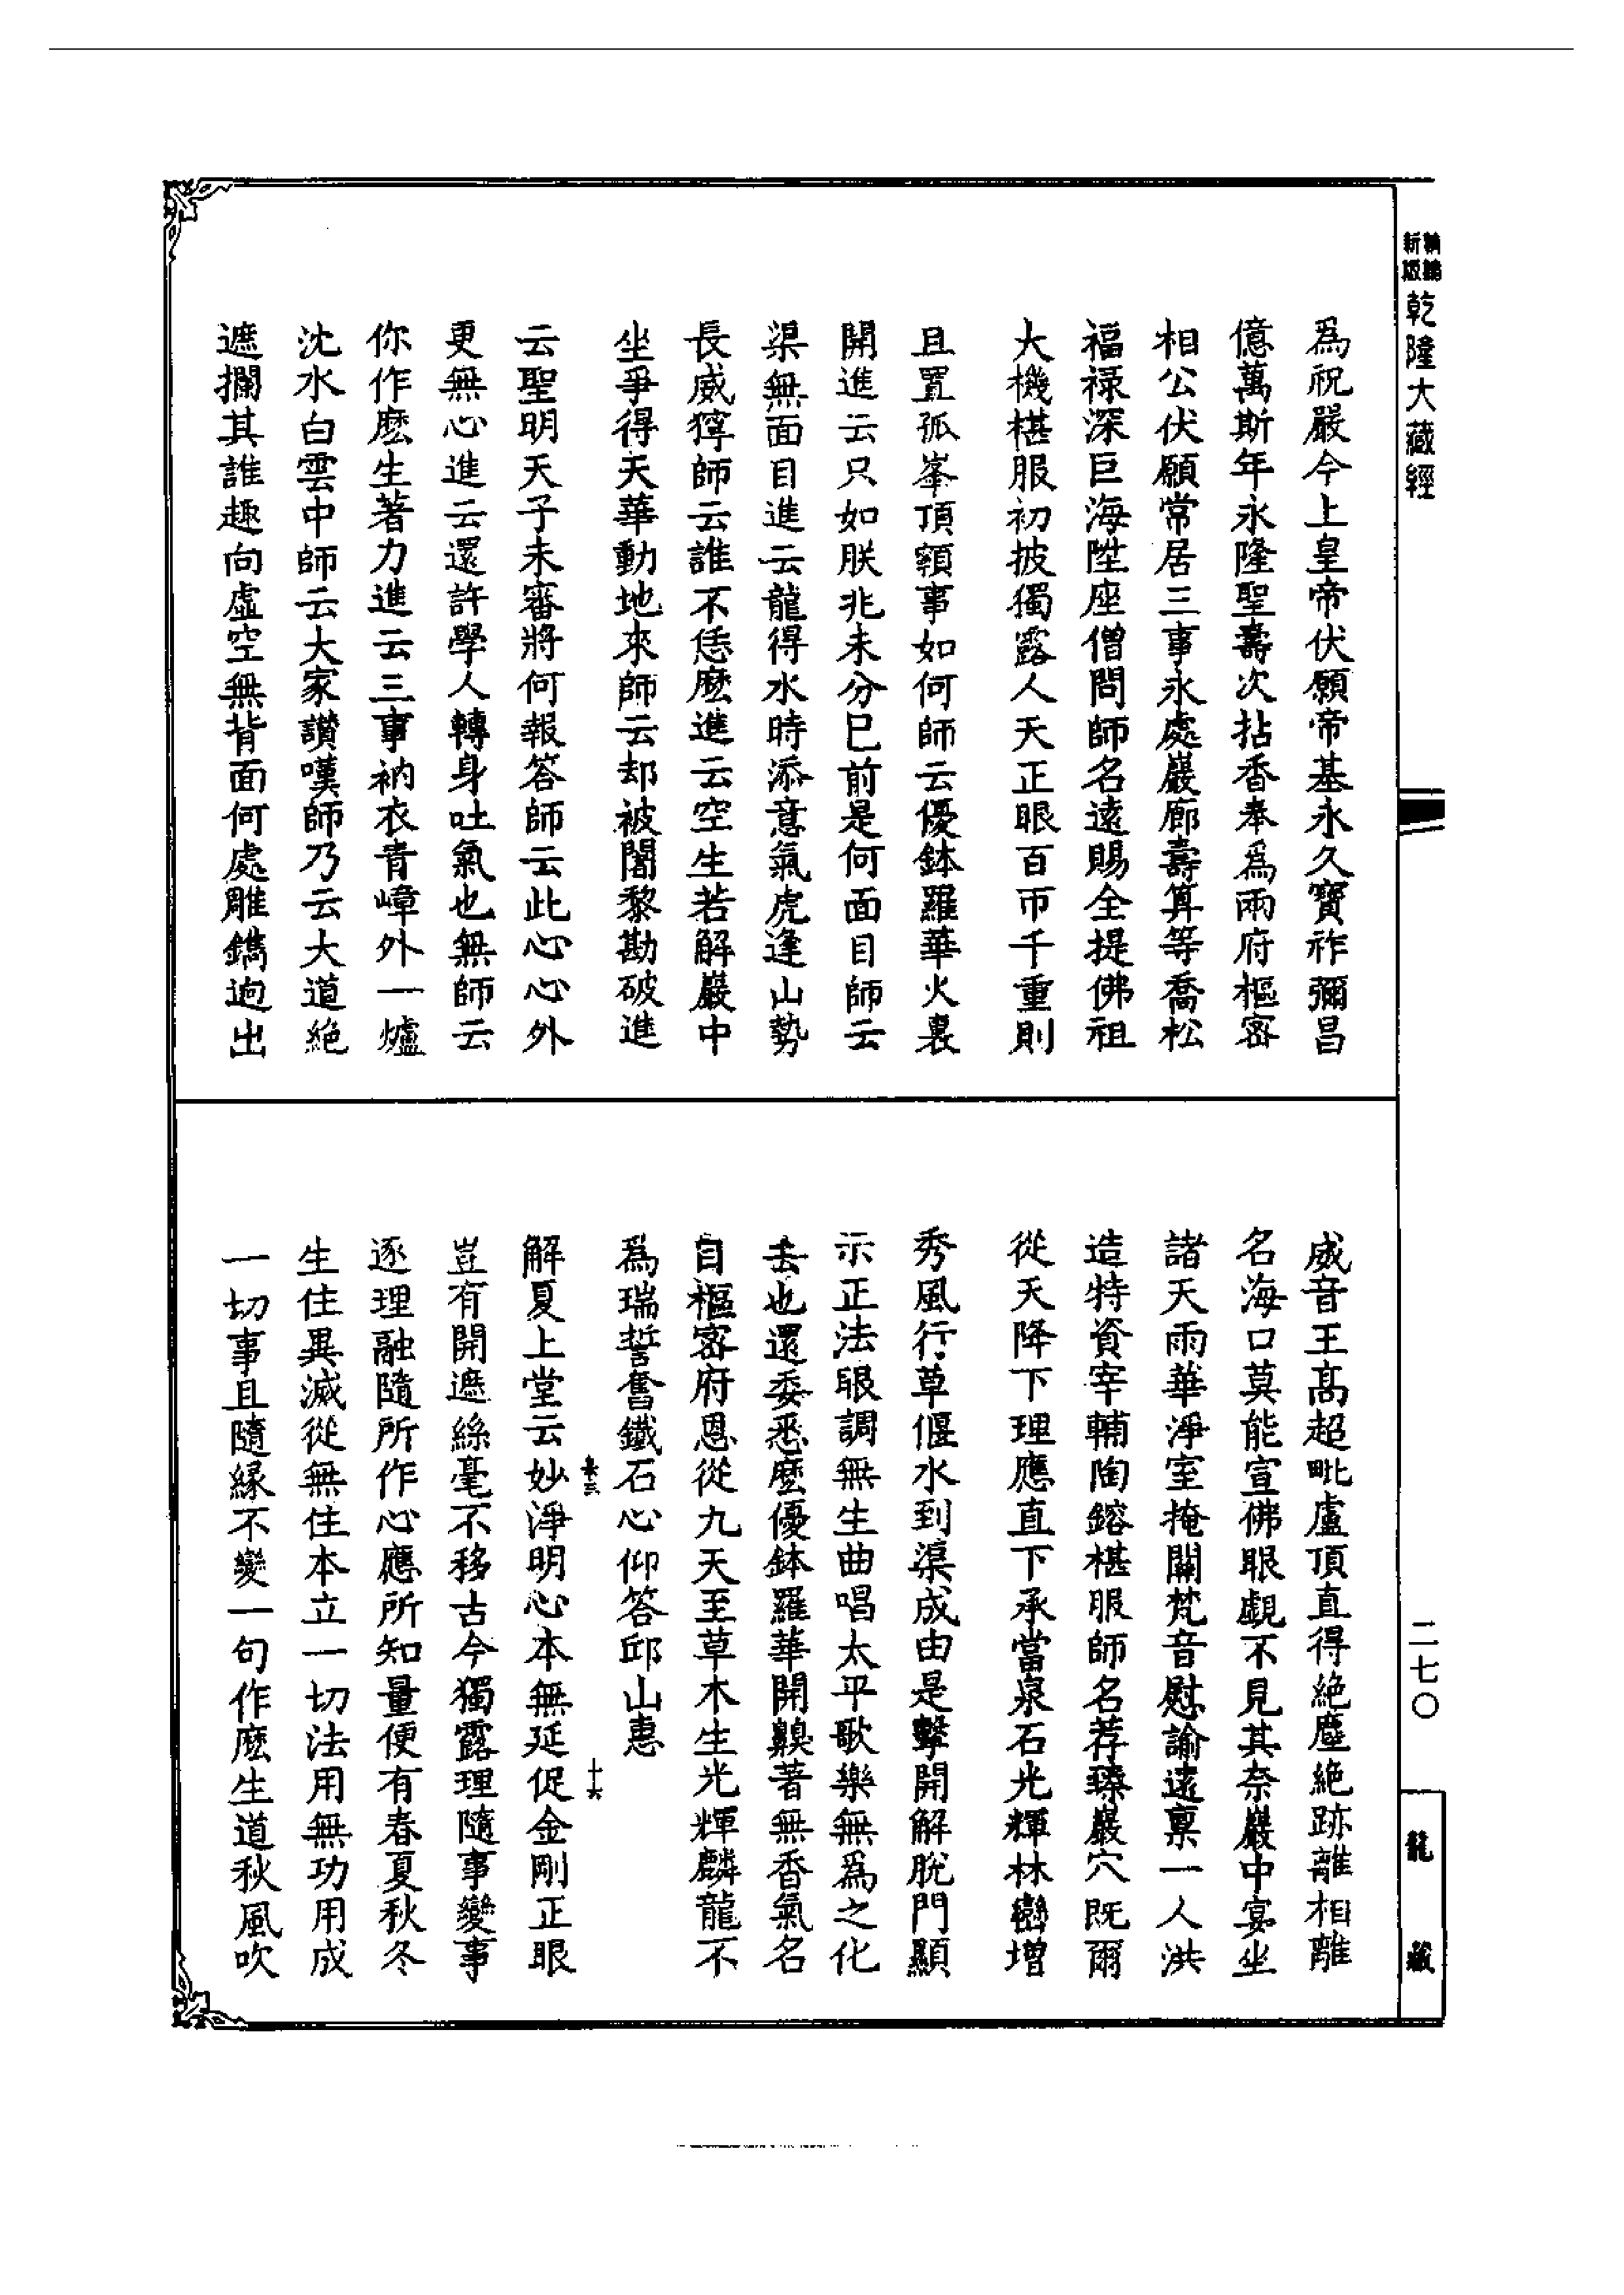 精編新版
乾隆大藏經
爲祝嚴今上皇帝伏願帝基永久寶祚彌昌
億萬斯年永隆聖壽次拈香奉爲兩府樞密
相公伏願常居三事永處巖廊壽算等喬松
福祿深巨海陞座僧問師名遠賜全提佛祖
大機椹服初披獨露人天正眼百帀千重則
且置孤峯頂顙事如何師云優鉢羅華火裏
開進云只如朕兆未分已前是何面目師云
渠無面目進云龍得水時添意氣虎逢山勢
長威獰師云誰不恁麼進云空生若解巖中
坐爭得天華動地來師云却被闍黎勘破進
云聖明天子未審將何報答師云此心心外
更無心進云還許學人轉身吐氣也無師云
你作麼生著力進云三事衲衣青嶂外一爐
沈水白雲中師云大家讚嘆師乃云大道絕
遮攔其誰趣向虛空無背面何處雕鐫迥出
威音王高超毗盧頂直得絕塵絕跡離相離
名海口莫能宣佛眼覷不見其奈巖中宴坐
諸天雨華淨室掩關梵音慰諭遠稟一人洪
造特資宰輔陶鎔椹服師名荐臻巖穴既爾
從天降下理應直下承當泉石光輝林巒增
秀風行草偃水到渠成由是擊開解脫門顯
示正法眼調無生曲唱太平歌樂無爲之化
去也還委悉麼優鉢羅華開齅著無香氣名
自樞密府恩從九天至草木生光輝麟龍不
爲瑞誓奮鐵石心仰答邱山惠
解夏上堂云妙淨明心本無延促金剛正眼
豈有開遮絲毫不移古今獨露理隨事變事
逐理融隨所作心應所知量便有春夏秋冬
生住異滅從無住本立一切法用無功用成
一切事且隨緣不變一句作麼生道秋風吹
卷三
十六
二七〇
龍藏